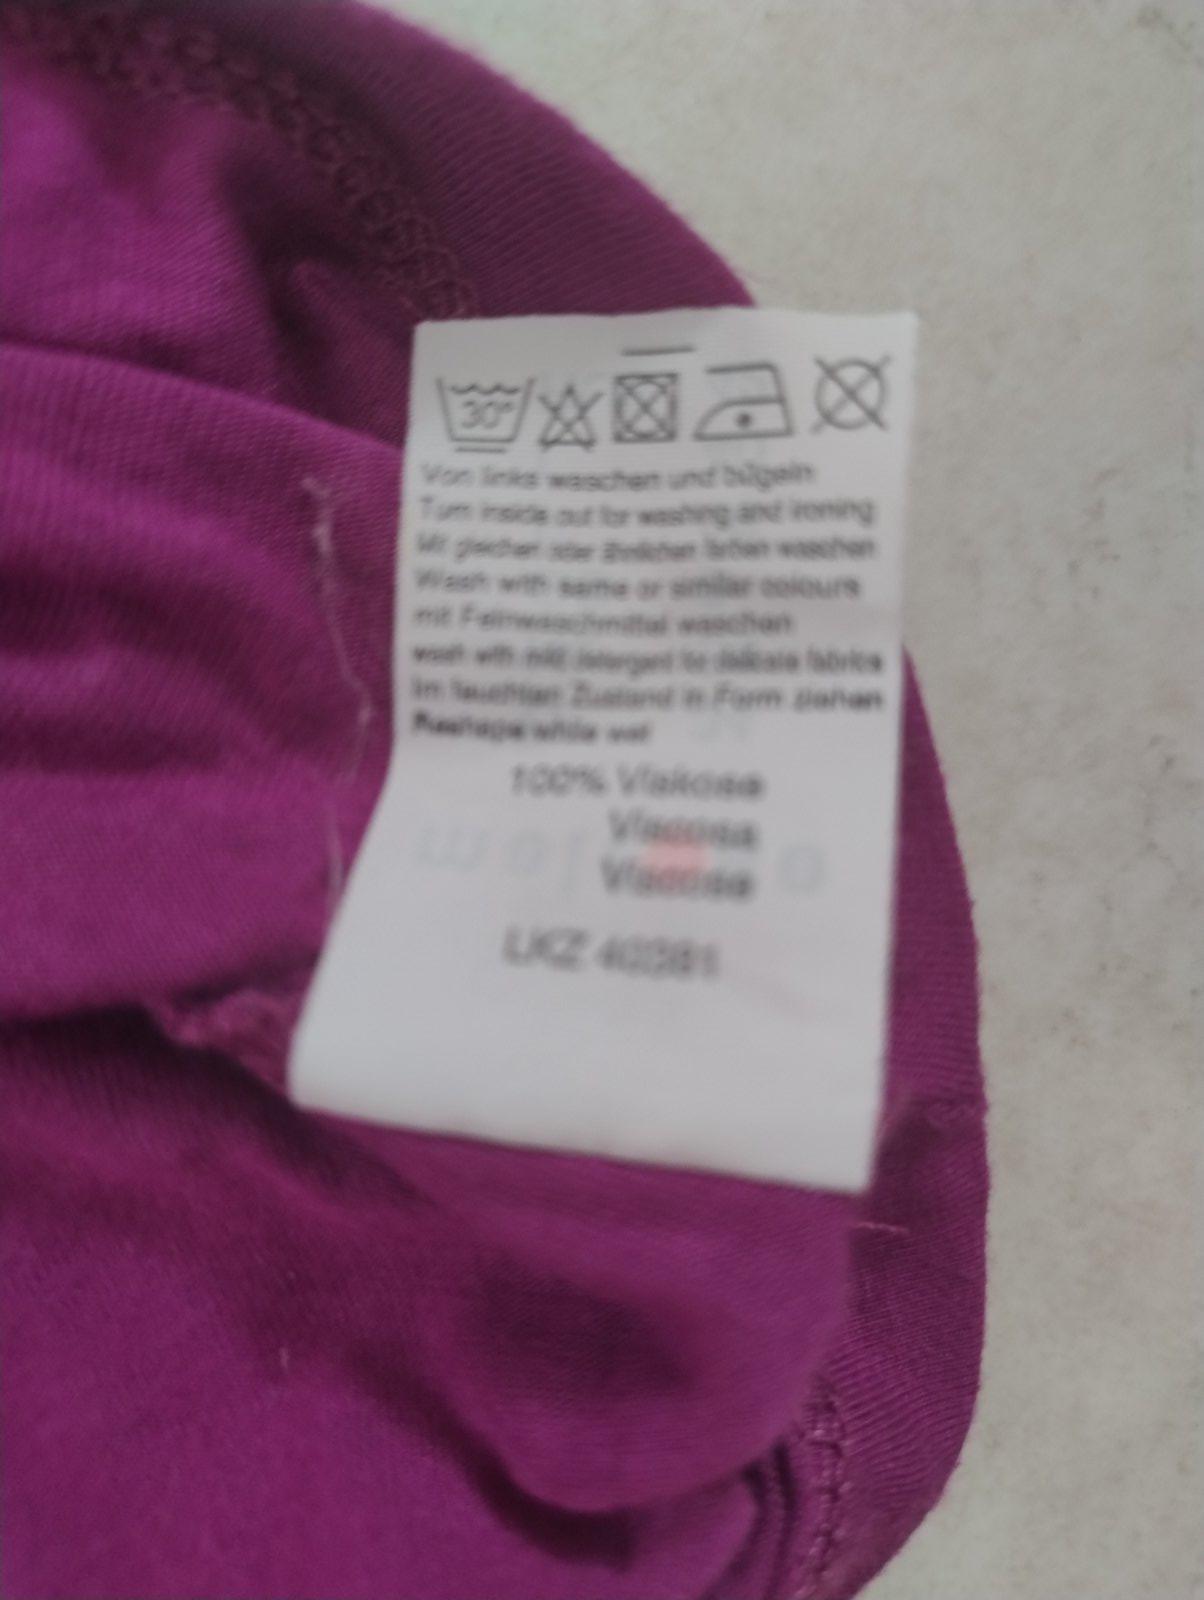 30°
Von links waschen und bügeln
Turn inside out for washing and ironing
Mit gleichen oder ähnlichen farben waschen
Wash with same or similar colours
mit Feinwaschmittel waschen
wash with mild detergent for delicate fabrics
Im feuchten Zustand in Form ziehen
Reshape while wet
100% Viskose
Viscose
Viscose
LKZ